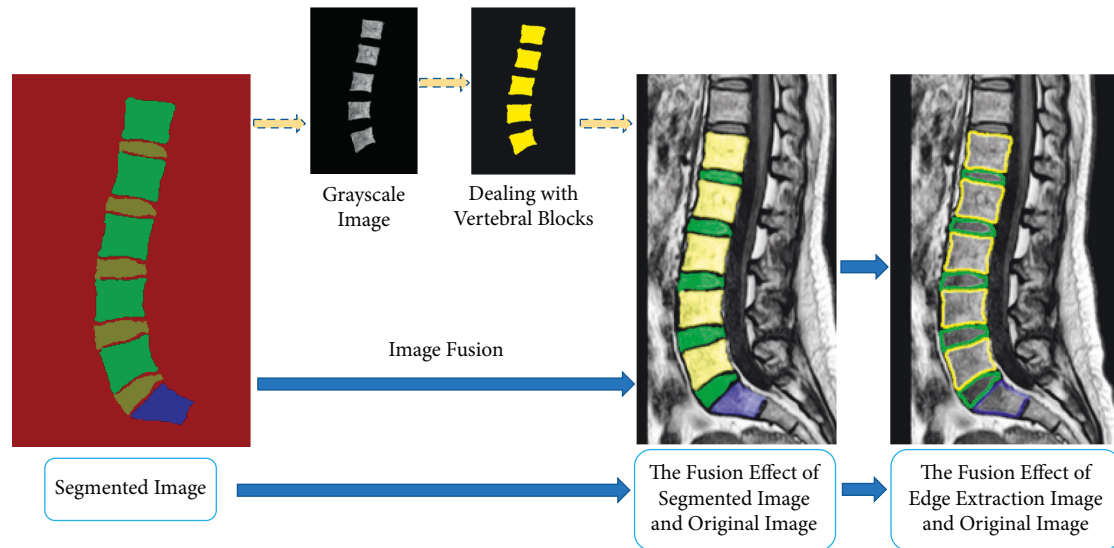 Grayscale
Image
Dealing with
Vertebral Blocks
Image Fusion
Segmented Image
The Fusion Effect of
Segmented Image
and Original Image
The Fusion Effect of
Edge Extraction Image
and Original Image